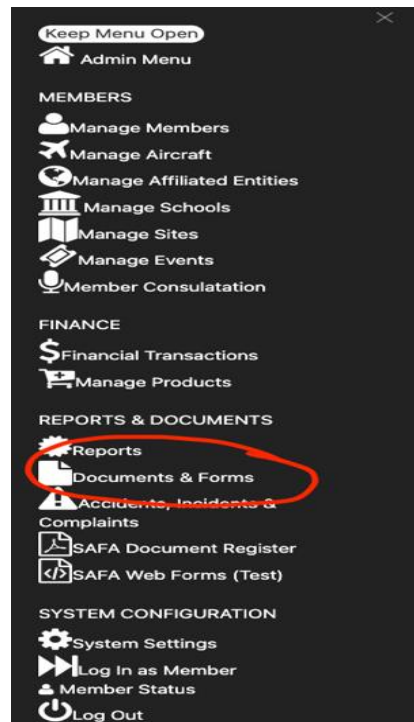 Keep Menu Open
Admin Menu
MEMBERS
Manage Members
Manage Aircraft
Manage Affiliated Entities
Manage Schools
Manage Sites
Manage Events
Member Consulatation
FINANCE
Financial Transactions
Manage Products
REPORTS & DOCUMENTS
Reports
Documents & Forms
Accidents, Incidents &
Complaints
SAFA Document Register
SAFA Web Forms (Test)
SYSTEM CONFIGURATION
System Settings
Log In as Member
Member Status
Log Out